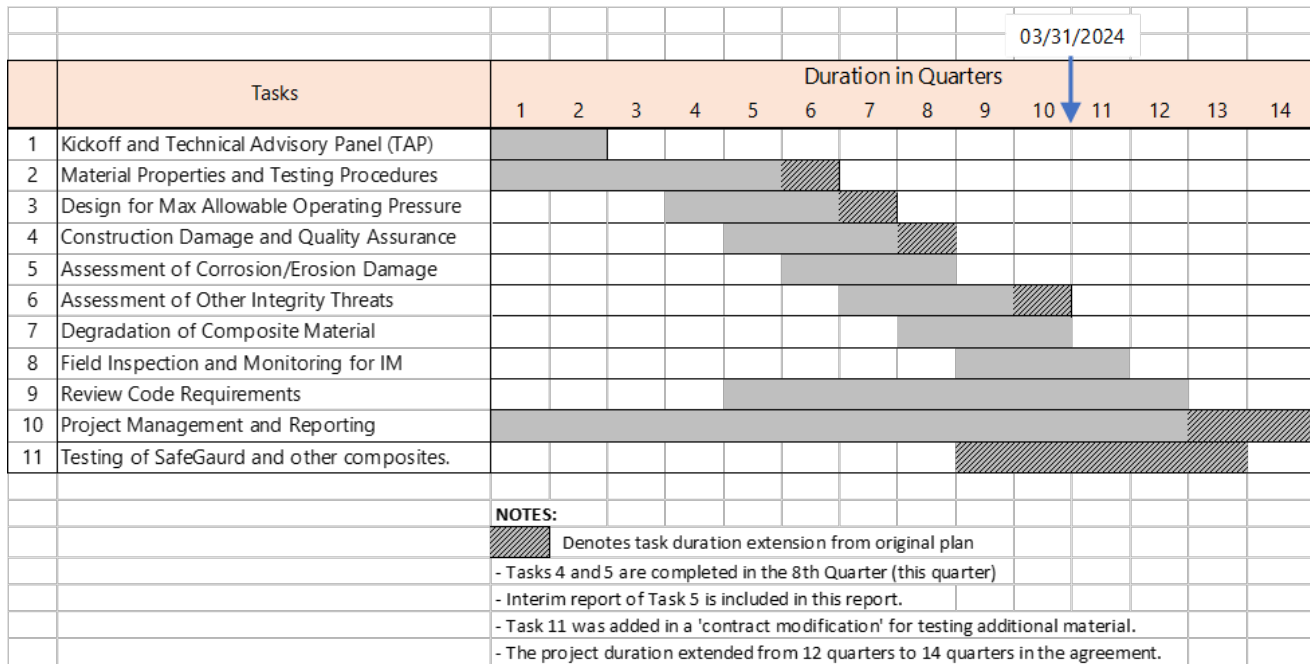 03/31/2024
Tasks
Duration in Quarters
1 2 3 4 5 6 7 8 9 10 11 12 13 14
1 Kickoff and Technical Advisory Panel (TAP)
2 Material Properties and Testing Procedures
3 Design for Max Allowable Operating Pressure
4 Construction Damage and Quality Assurance
5 Assessment of Corrosion/Erosion Damage
6 Assessment of Other Integrity Threats
7 Degradation of Composite Material
8 Field Inspection and Monitoring for IM
9 Review Code Requirements
10 Project Management and Reporting
11 Testing of SafeGaurd and other composites.
NOTES:
Denotes task duration extension from original plan
- Tasks 4 and 5 are completed in the 8th Quarter (this quarter)
- Interim report of Task 5 is included in this report.
- Task 11 was added in a 'contract modification' for testing additional material.
- The project duration extended from 12 quarters to 14 quarters in the agreement.